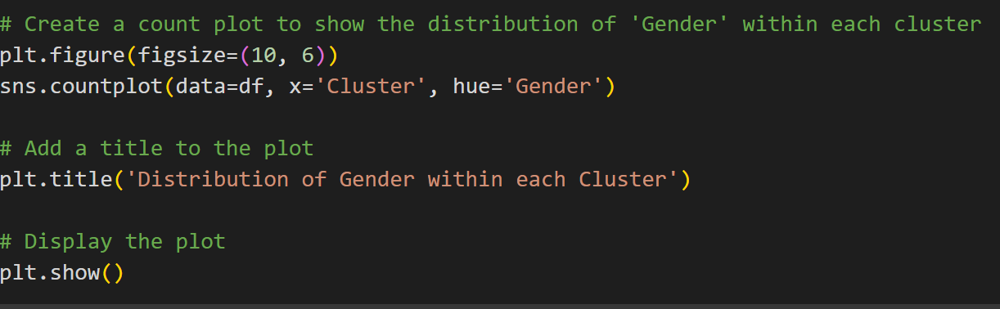 # Create a count plot to show the distribution of 'Gender' within each cluster
plt.figure(figsize=(10, 6))
sns.countplot(data=df, x='Cluster', hue='Gender')
# Add a title to the plot
plt.title('Distribution of Gender within each Cluster')
# Display the plot
plt.show()